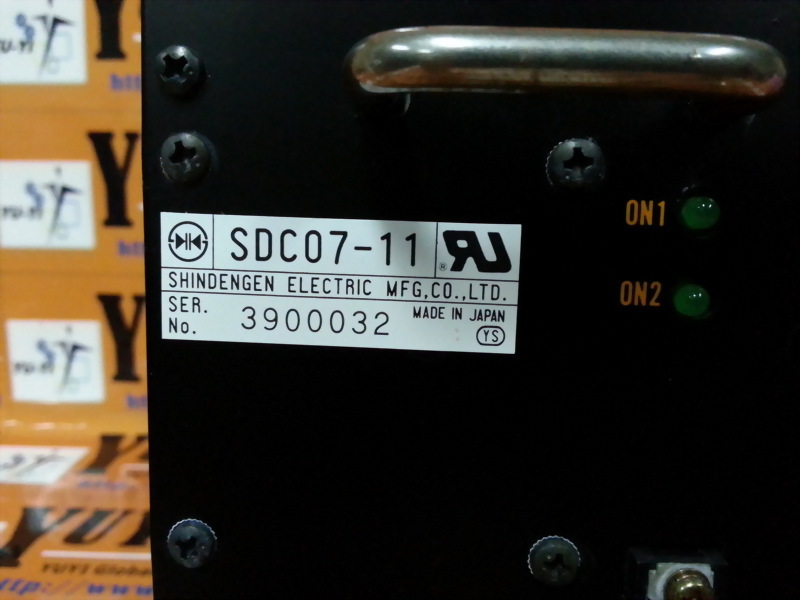 SDC07-11
SHINDENGEN ELECTRIC MFG,CO.,LTD.
SER. No. 3900032
MADE IN JAPAN
YS
ON1
ON2